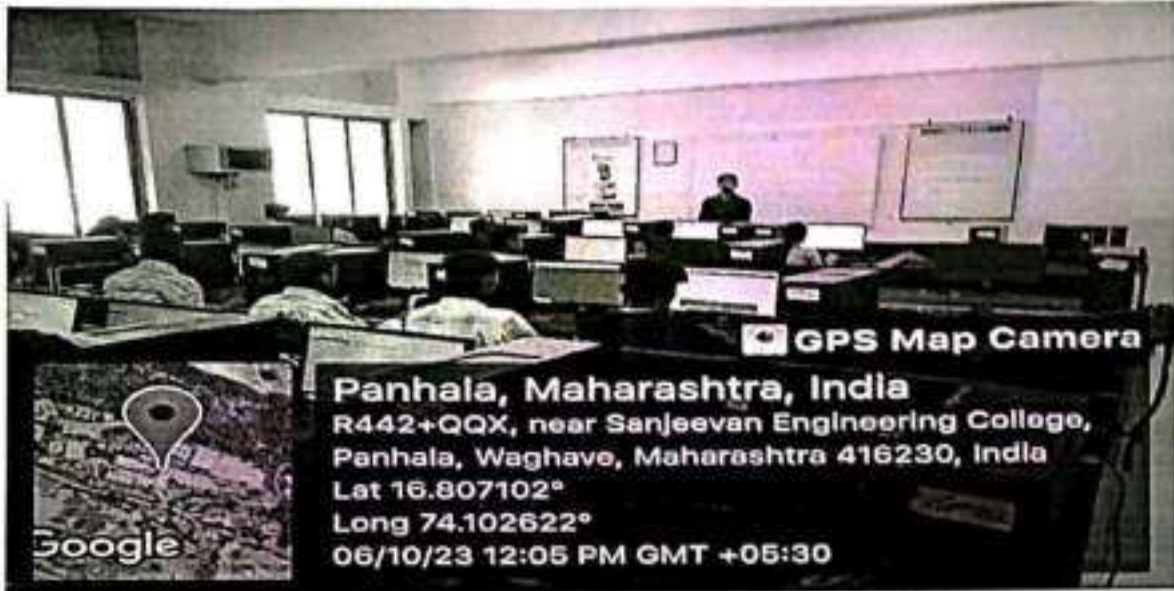 GPS Map Camera
Panhala, Maharashtra, India
R442+QQX, near Sanjeevan Engineering College,
Panhala, Waghave, Maharashtra 416230, India
Lat 16.807102°
Long 74.102622°
06/10/23 12:05 PM GMT +05:30
Google